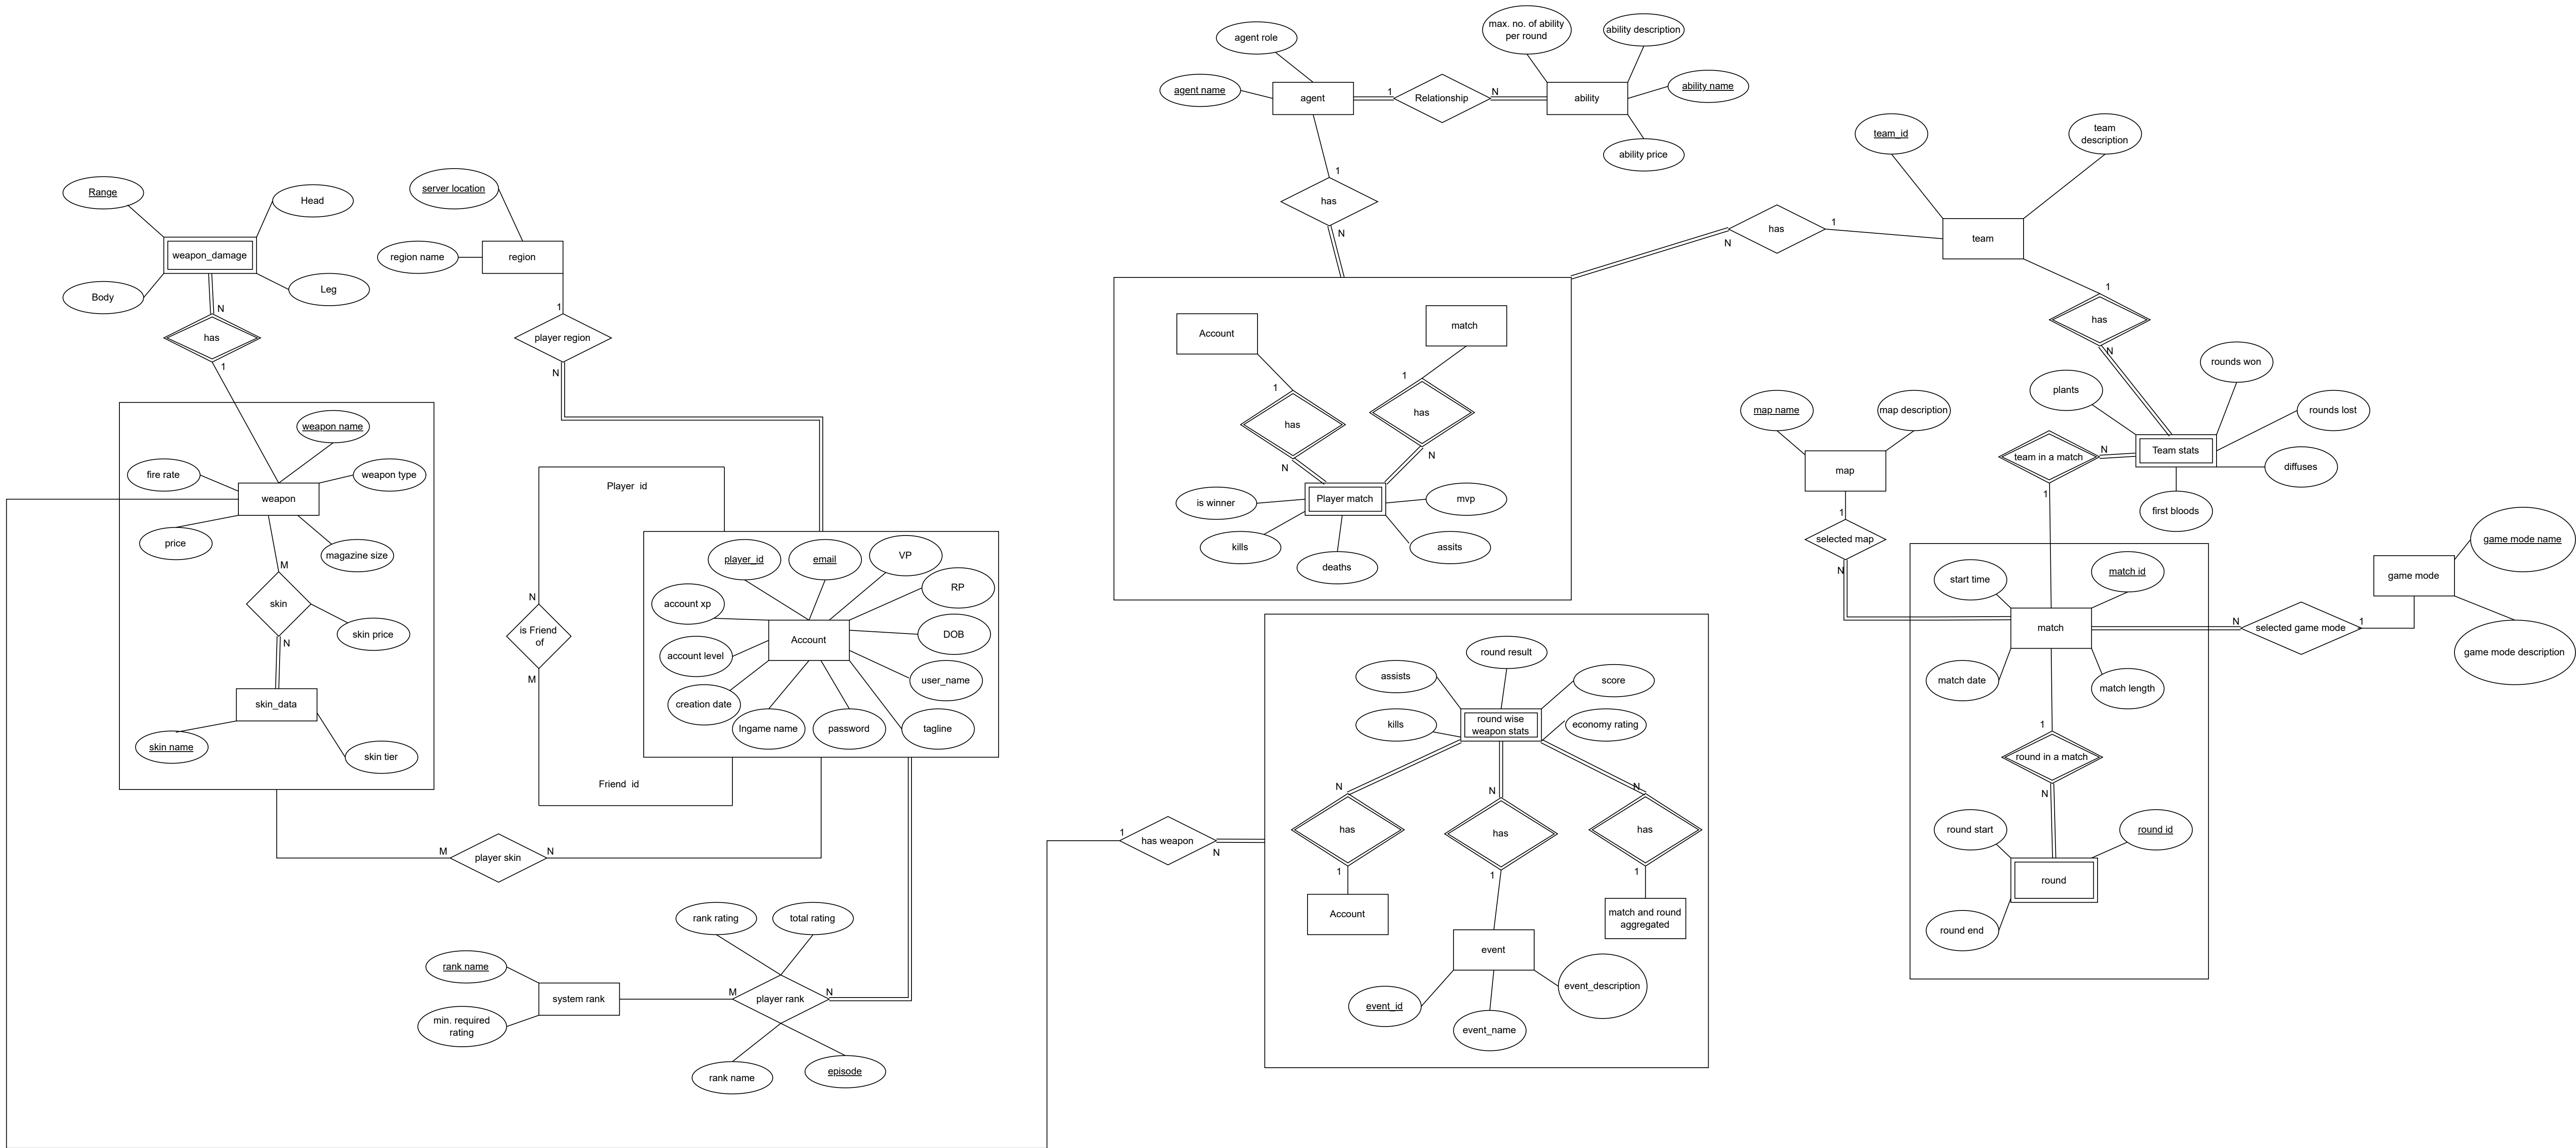 agent role
max. no. of ability
per round
ability description
agent name
agent
1
Relationship
N
ability
ability name
ability price
1
has
N
team_id
team
description
N
has
1
team
Range
Head
weapon_damage
Body
Leg
N
has
1
server location
region name
region
1
player region
N
weapon name
fire rate
weapon type
weapon
price
magazine size
M
skin
skin price
N
skin_data
skin name
skin tier
Player  id
N
is Friend
of
M
Friend  id
player_id
email
VP
RP
account xp
DOB
Account
account level
user_name
creation date
Ingame name
password
tagline
M
player skin
N
rank rating
total rating
rank name
system rank
min. required
rating
M
player rank
N
rank name
episode
Account
match
1
has
N
1
has
N
is winner
Player match
mvp
kills
deaths
assits
1
has
N
rounds won
plants
rounds lost
Team stats
diffuses
first bloods
team in a match
N
1
map name
map description
map
1
selected map
N
start time
match id
match
match date
match length
N
selected game mode
1
game mode
game mode name
game mode description
1
round in a match
N
round start
round id
round
round end
1
has weapon
N
round result
assists
score
kills
round wise
weapon stats
economy rating
N
has
1
Account
N
has
1
event
event_id
event_name
event_description
N
has
1
match and round
aggregated